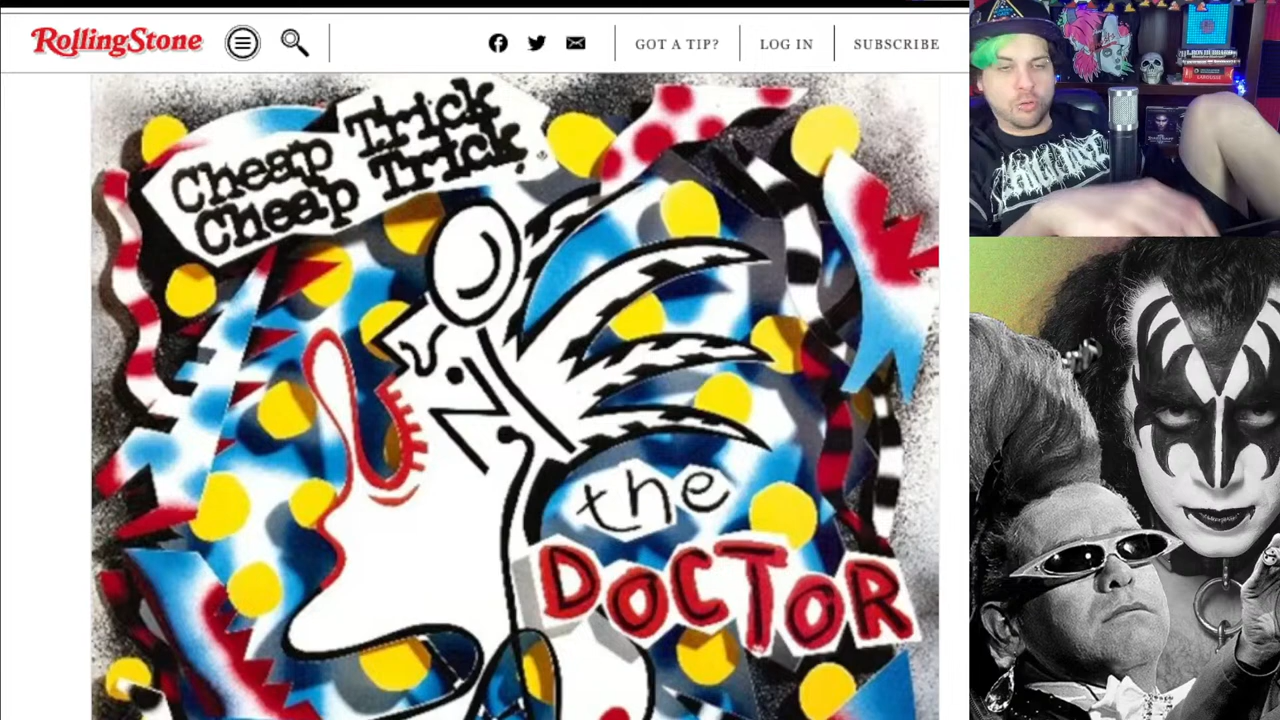 RollingStone
GOT A TIP?
LOG IN
SUBSCRIBE
Cheap Trick
Cheap Trick
the
DOCTOR